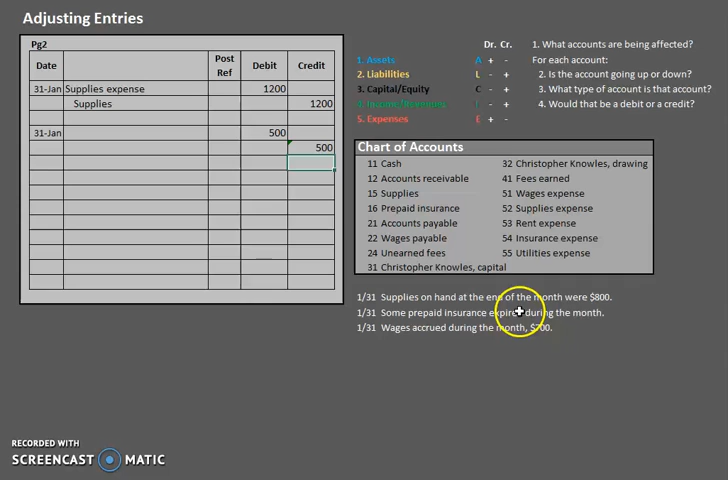 Adjusting Entries
Pg2
Date Post Ref Debit Credit
31-Jan Supplies expense 1200
Supplies 1200
31-Jan 500
500
Dr. Cr.
1. Assets A + -
2. Liabilities L - +
3. Capital/Equity C - +
4. Income/Revenues I - +
5. Expenses E + -
1. What accounts are being affected?
For each account:
2. Is the account going up or down?
3. What type of account is that account?
4. Would that be a debit or a credit?
Chart of Accounts
11 Cash 32 Christopher Knowles, drawing
12 Accounts receivable 41 Fees earned
15 Supplies 51 Wages expense
16 Prepaid insurance 52 Supplies expense
21 Accounts payable 53 Rent expense
22 Wages payable 54 Insurance expense
24 Unearned fees 55 Utilities expense
31 Christopher Knowles, capital
1/31 Supplies on hand at the end of the month were $800.
1/31 Some prepaid insurance expired during the month.
1/31 Wages accrued during the month, $700.
RECORDED WITH
SCREENCAST MATIC